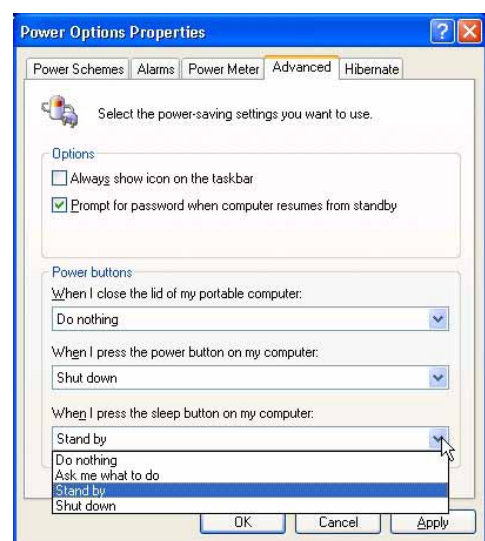 Power Options Properties
Power Schemes Alarms Power Meter Advanced Hibernate
Select the power-saving settings you want to use.
Options
Always show icon on the taskbar
Prompt for password when computer resumes from standby
Power buttons
When I close the lid of my portable computer:
Do nothing
When I press the power button on my computer:
Shut down
When I press the sleep button on my computer:
Stand by
Do nothing
Ask me what to do
Stand by
Shut down
OK Cancel Apply